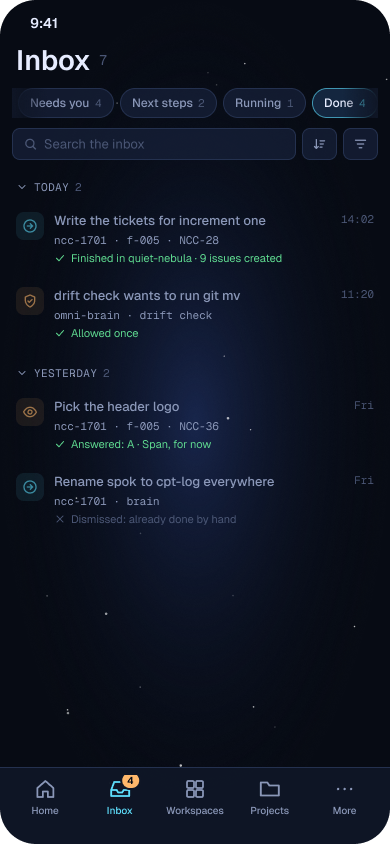 9:41
Inbox 7
Needs you 4
Next steps 2
Running 1
Done 4
Search the inbox
TODAY 2
Write the tickets for increment one 14:02
ncc-1701 · f-005 · NCC-28
Finished in quiet-nebula · 9 issues created
drift check wants to run git mv 11:20
omni-brain · drift check
Allowed once
YESTERDAY 2
Pick the header logo Fri
ncc-1701 · f-005 · NCC-36
Answered: A · Span, for now
Rename spok to cpt-log everywhere Fri
ncc-1701 · brain
Dismissed: already done by hand
4
Home Inbox Workspaces Projects More